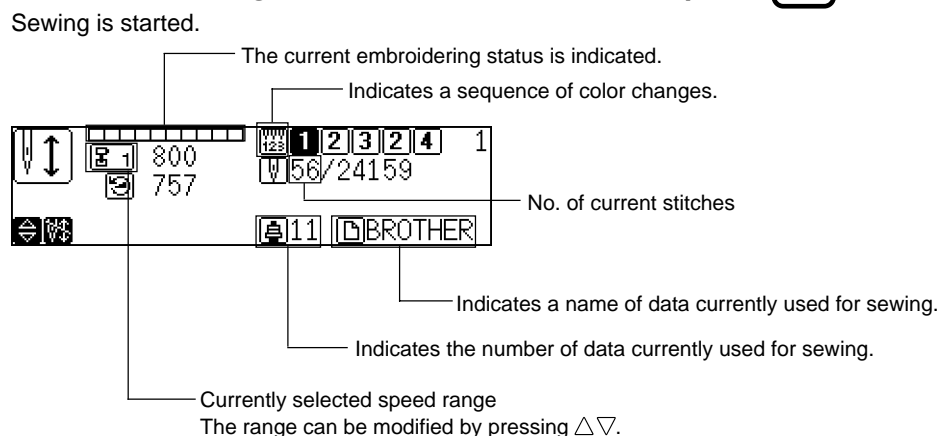 Sewing is started.
The current embroidering status is indicated.
Indicates a sequence of color changes.
1 800
757
123 1 2 3 2 4 1
56/24159
No. of current stitches
11 BROTHER
Indicates a name of data currently used for sewing.
Indicates the number of data currently used for sewing.
Currently selected speed range
The range can be modified by pressing △▽.